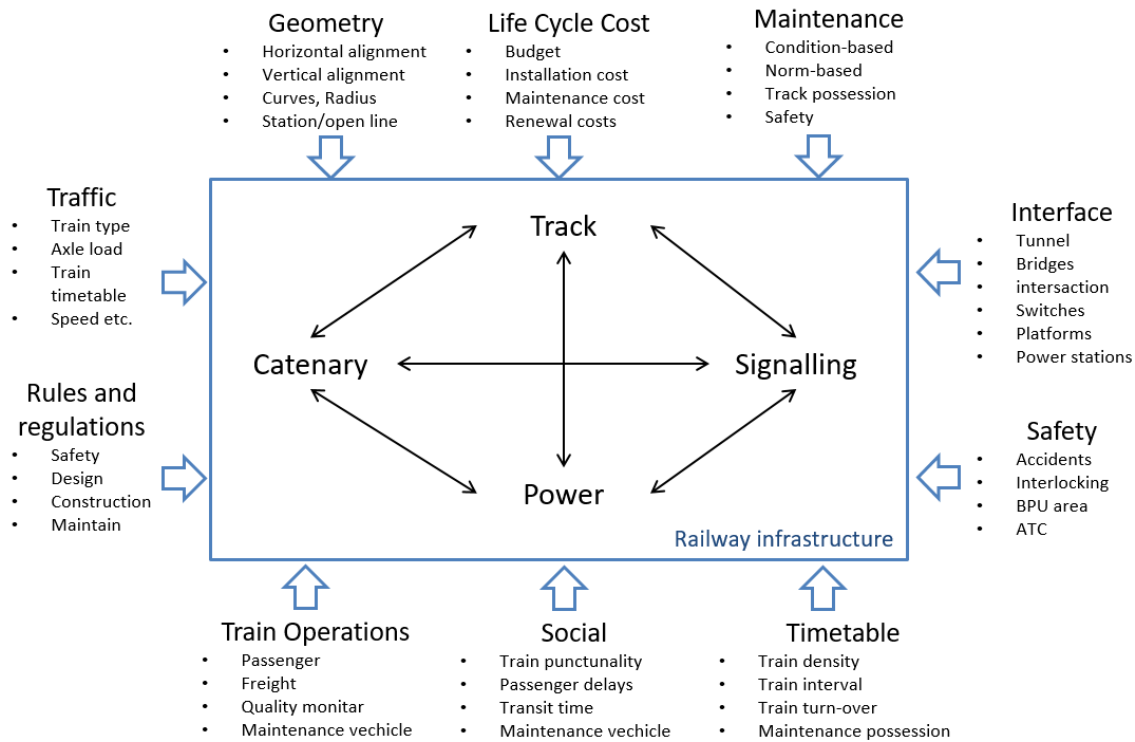 Geometry
• Horizontal alignment
• Vertical alignment
• Curves, Radius
• Station/open line
Life Cycle Cost
• Budget
• Installation cost
• Maintenance cost
• Renewal costs
Maintenance
• Condition-based
• Norm-based
• Track possession
• Safety
Traffic
• Train type
• Axle load
• Train
timetable
• Speed etc.
Rules and
regulations
• Safety
• Design
• Construction
• Maintain
Track
Catenary
Signalling
Power
Railway infrastructure
Interface
• Tunnel
• Bridges
• intersaction
• Switches
• Platforms
• Power stations
Safety
• Accidents
• Interlocking
• BPU area
• ATC
Train Operations
• Passenger
• Freight
• Quality monitar
• Maintenance vechicle
Social
• Train punctunality
• Passenger delays
• Transit time
• Maintenance vechicle
Timetable
• Train density
• Train interval
• Train turn-over
• Maintenance possession